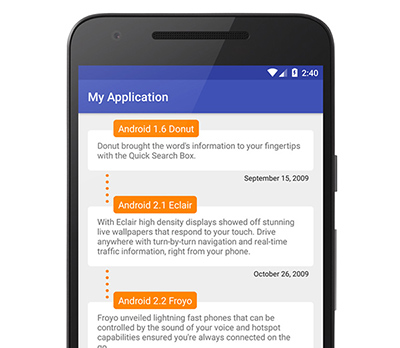 2:40
My Application
Android 1.6 Donut
Donut brought the word's information to your fingertips
with the Quick Search Box.
September 15, 2009
Android 2.1 Eclair
With Eclair high density displays showed off stunning
live wallpapers that respond to your touch. Drive
anywhere with turn-by-turn navigation and real-time
traffic information, right from your phone.
October 26, 2009
Android 2.2 Froyo
Froyo unveiled lightning fast phones that can be
controlled by the sound of your voice and hotspot
capabilities ensured you're always connected on the
go.